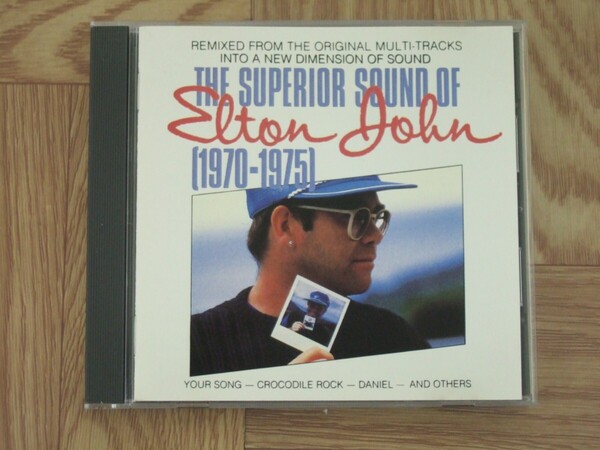 REMIXED FROM THE ORIGINAL MULTI-TRACKS
INTO A NEW DIMENSION OF SOUND
THE SUPERIOR SOUND OF
Elton John
(1970-1975)
YOUR SONG — CROCODILE ROCK — DANIEL — AND OTHERS